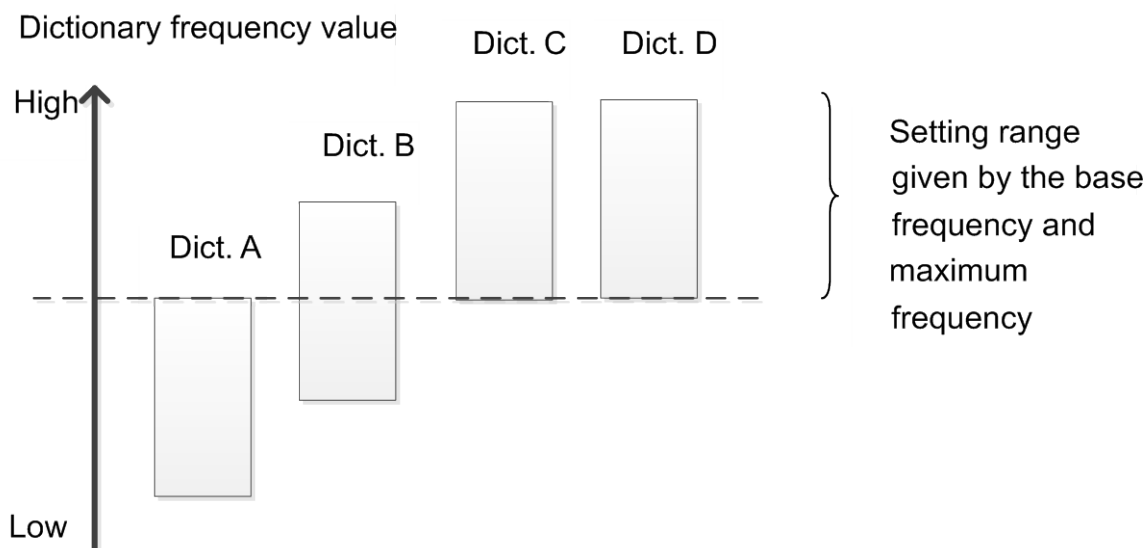 Dictionary frequency value
Dict. C
Dict. D
High
Dict. B
Dict. A
Setting range
given by the base
frequency and
maximum
frequency
Low